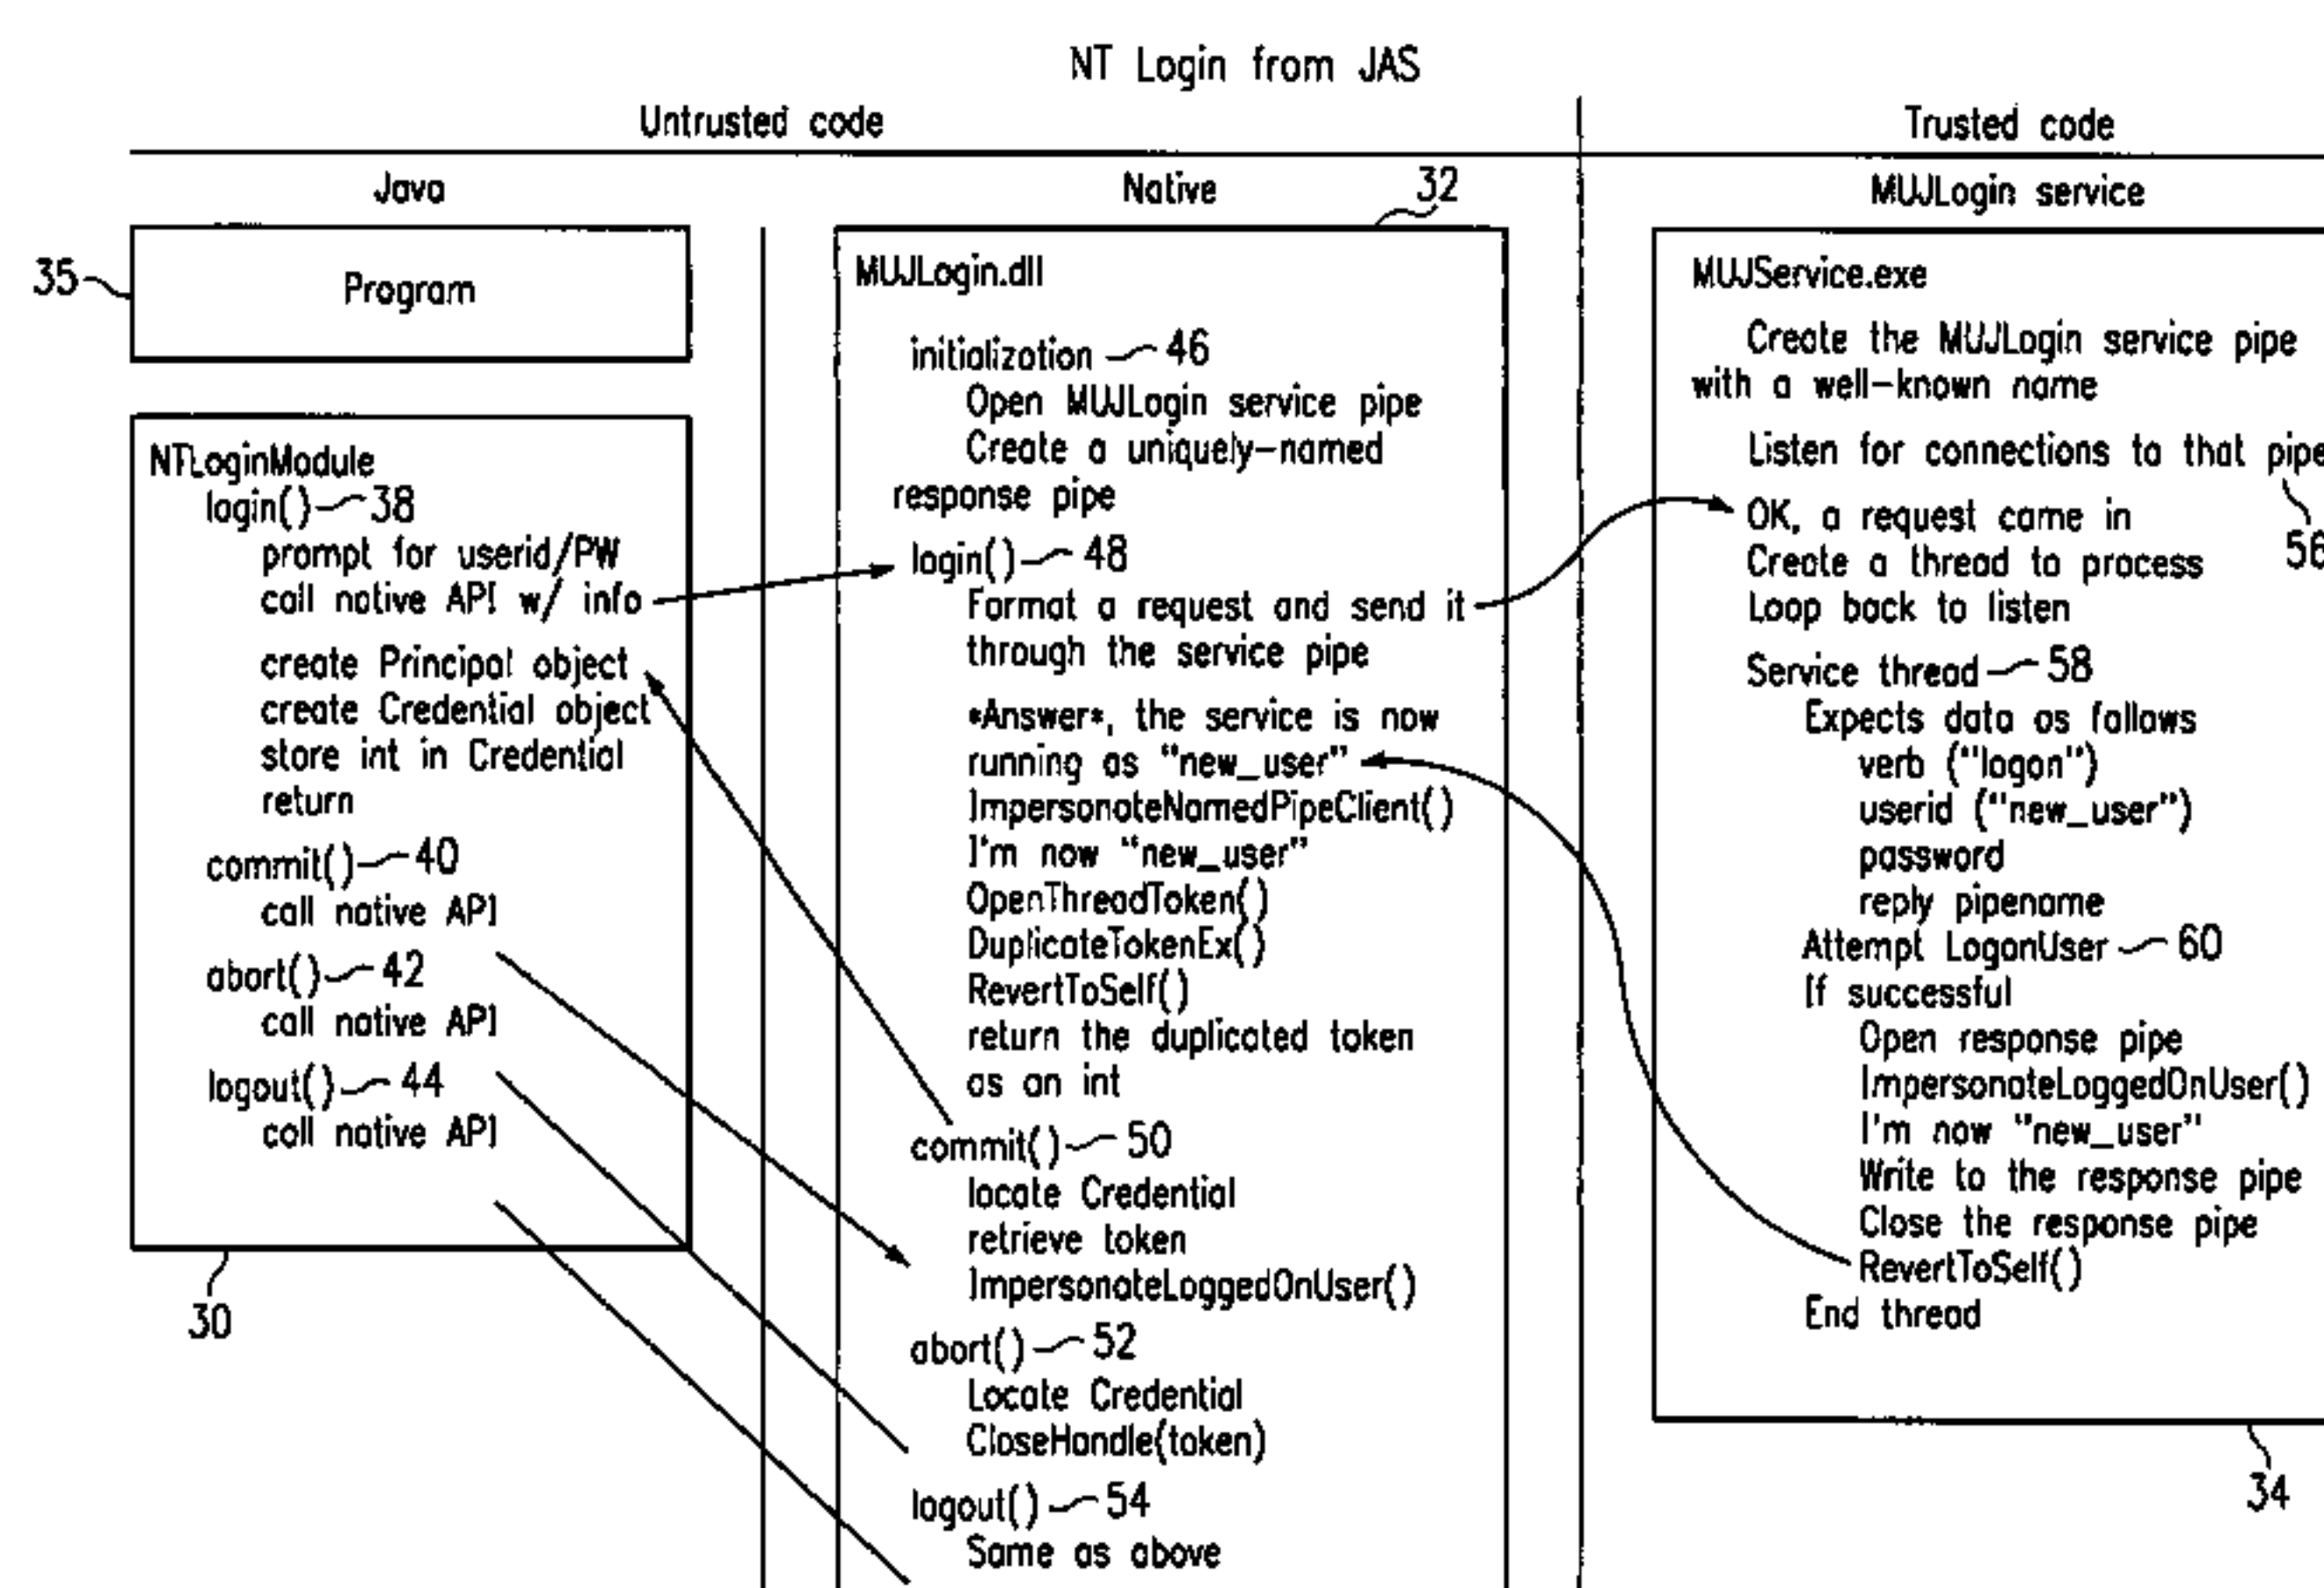 NT Login from JAS
Untrusted code
Trusted code
Java
Native
32
MUJLogin service
35
Program
NTLoginModule
login() 38
prompt for userid/PW
call native API w/ info
create Principal object
create Credential object
store int in Credential
return
commit() 40
call native API
abort() 42
call native API
logout() 44
call native API
30
MUJLogin.dll
initialization 46
Open MUJLogin service pipe
Create a uniquely-named
response pipe
login() 48
Format a request and send it
through the service pipe
*Answer*, the service is now
running as "new_user"
ImpersonateNamedPipeClient()
I'm now "new_user"
OpenThreadToken()
DuplicateTokenEx()
RevertToSelf()
return the duplicated token
as an int
commit() 50
locate Credential
retrieve token
ImpersonateLoggedOnUser()
abort() 52
Locate Credential
CloseHandle(token)
logout() 54
Same as above
MUJService.exe
Create the MUJLogin service pipe
with a well-known name
Listen for connections to that pipe
56
OK, a request came in
Create a thread to process
Loop back to listen
Service thread 58
Expects data as follows
verb ("logon")
userid ("new_user")
password
reply pipename
Attempt LogonUser 60
If successful
Open response pipe
ImpersonateLoggedOnUser()
I'm now "new_user"
Write to the response pipe
Close the response pipe
RevertToSelf()
End thread
34